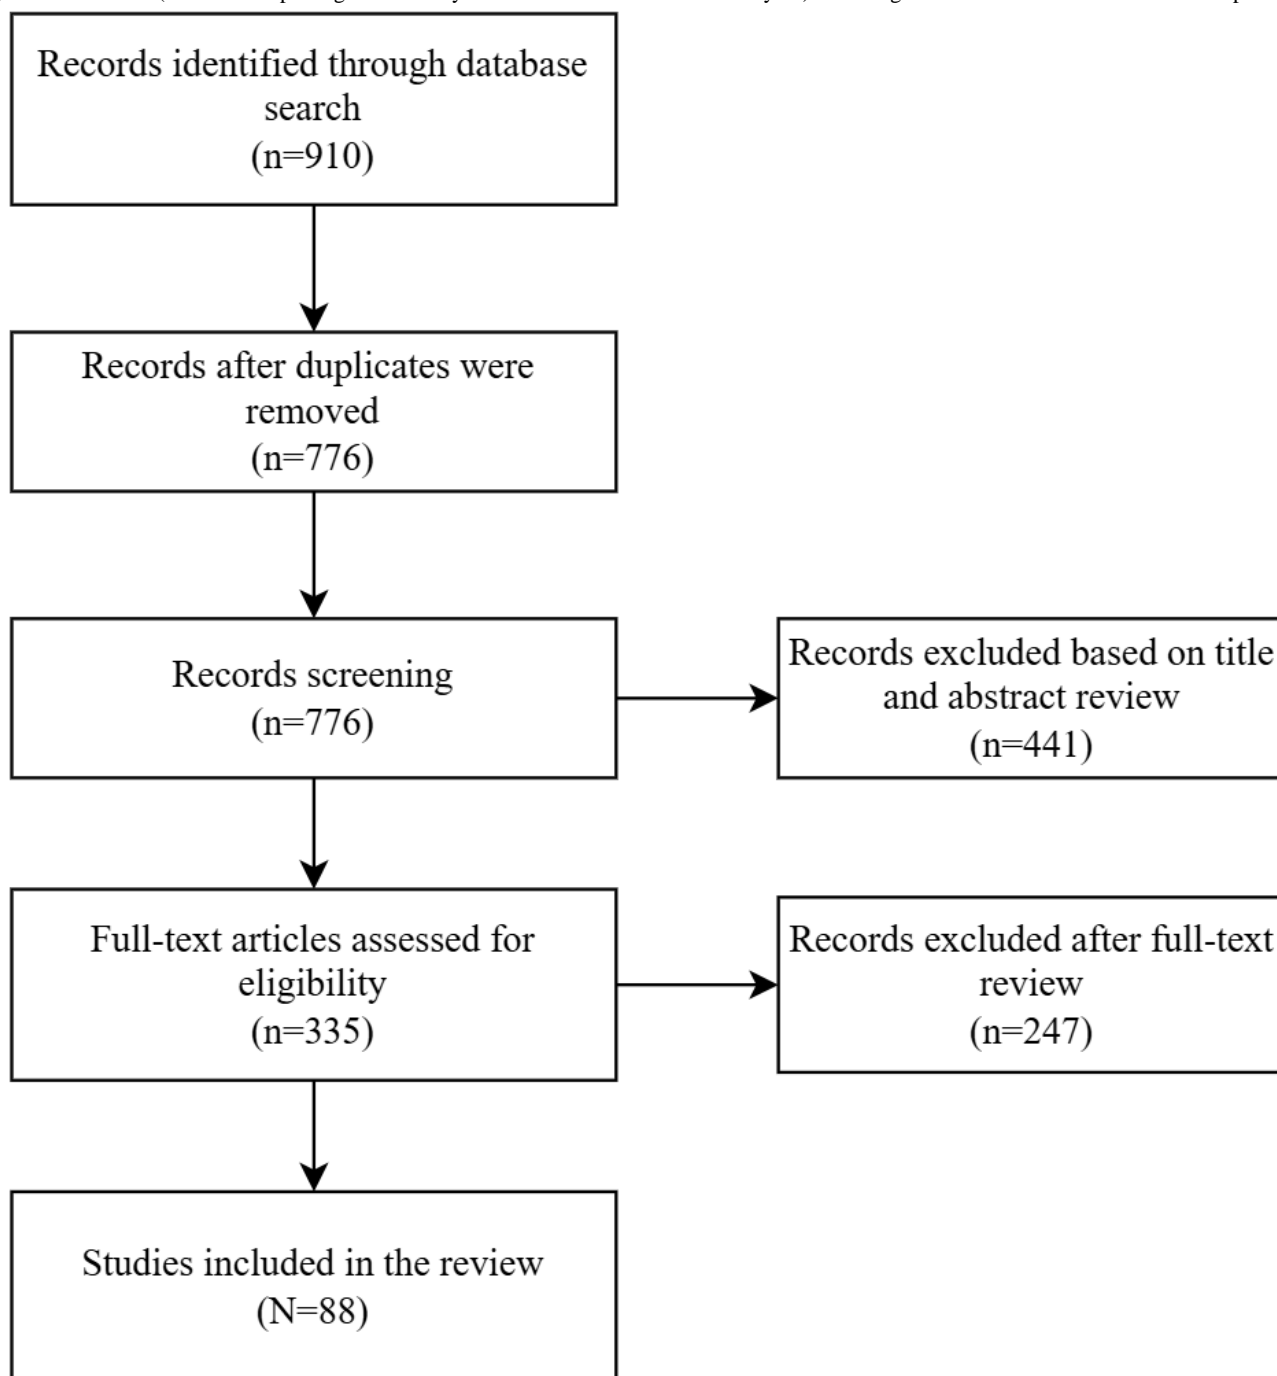 Records identified through database
search
(n=910)
Records after duplicates were
removed
(n=776)
Records screening
(n=776)
Records excluded based on title
and abstract review
(n=441)
Full-text articles assessed for
eligibility
(n=335)
Records excluded after full-text
review
(n=247)
Studies included in the review
(N=88)